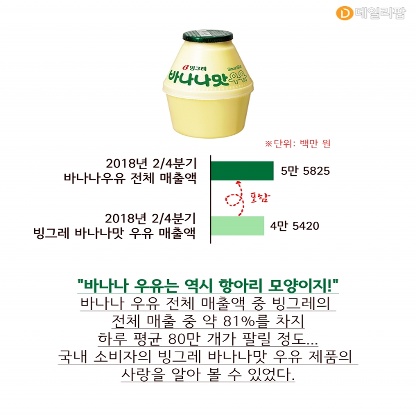 데일리팝
빙그레
바나나맛
우유
※단위: 백만 원
2018년 2/4분기
바나나우유 전체 매출액
5만 5825
포함
2018년 2/4분기
빙그레 바나나맛 우유 매출액
4만 5420
"바나나 우유는 역시 항아리 모양이지!"
바나나 우유 전체 매출액 중 빙그레의
전체 매출 중 약 81%를 차지
하루 평균 80만 개가 팔릴 정도...
국내 소비자의 빙그레 바나나맛 우유 제품의
사랑을 알아 볼 수 있었다.